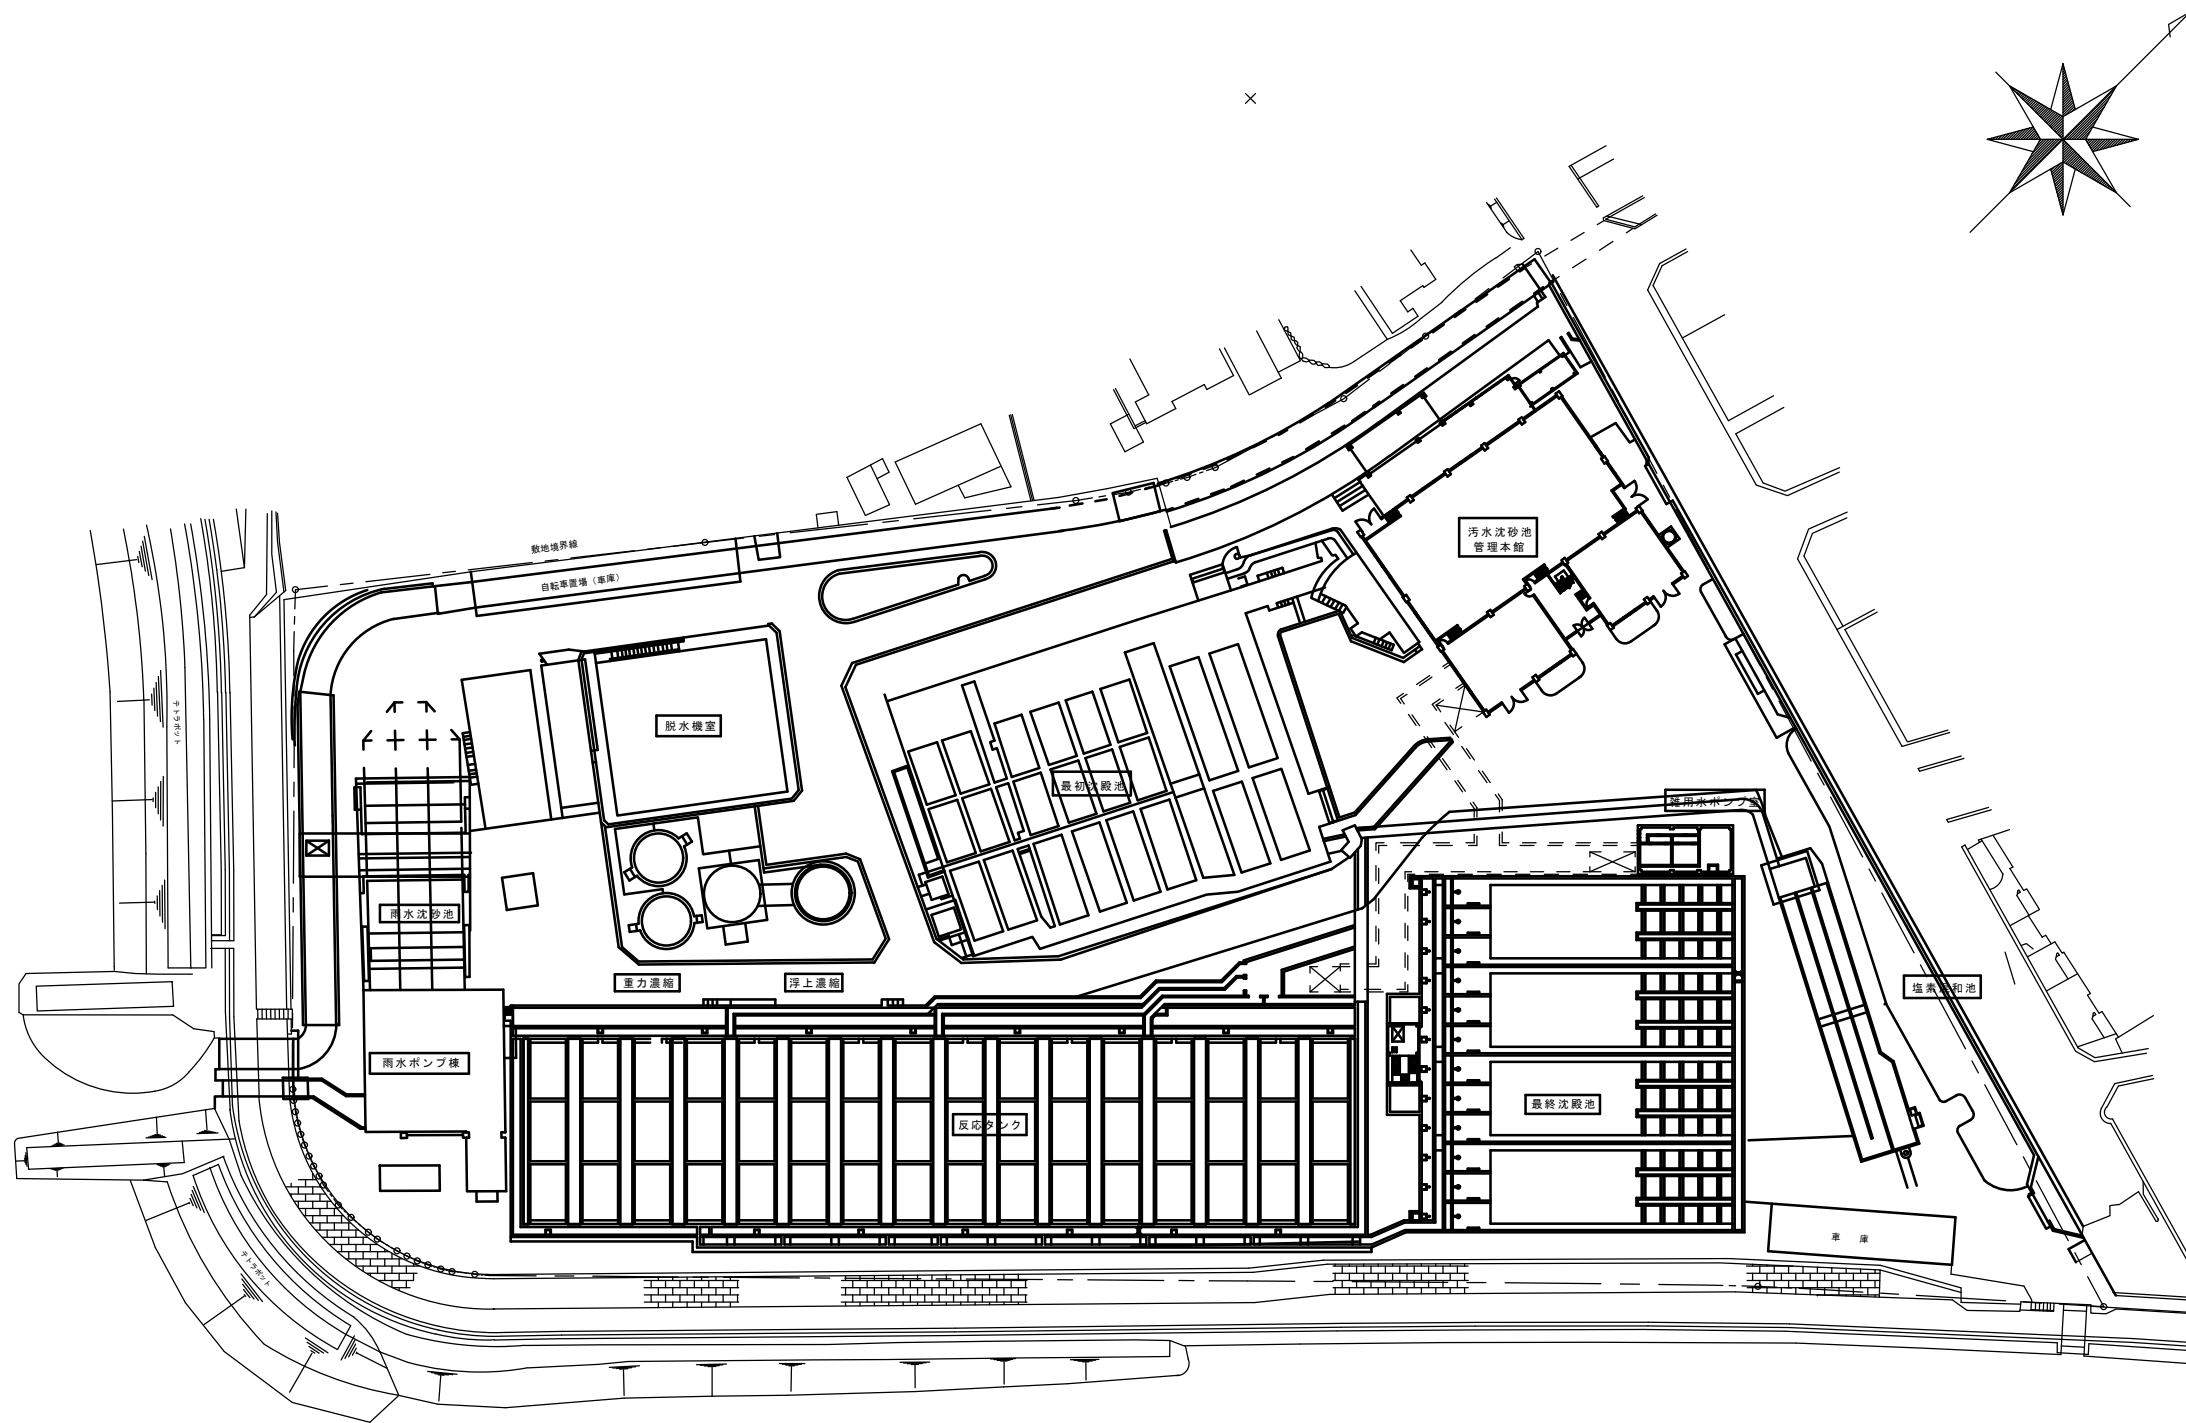 敷地境界線
自転車置場（車庫）
汚水沈砂池
管理本館
テトラポット
脱水機室
最初沈殿池
雑用水ポンプ室
雨水沈砂池
重力濃縮
浮上濃縮
塩素混和池
雨水ポンプ棟
最終沈殿池
反応タンク
車庫
テトラポット